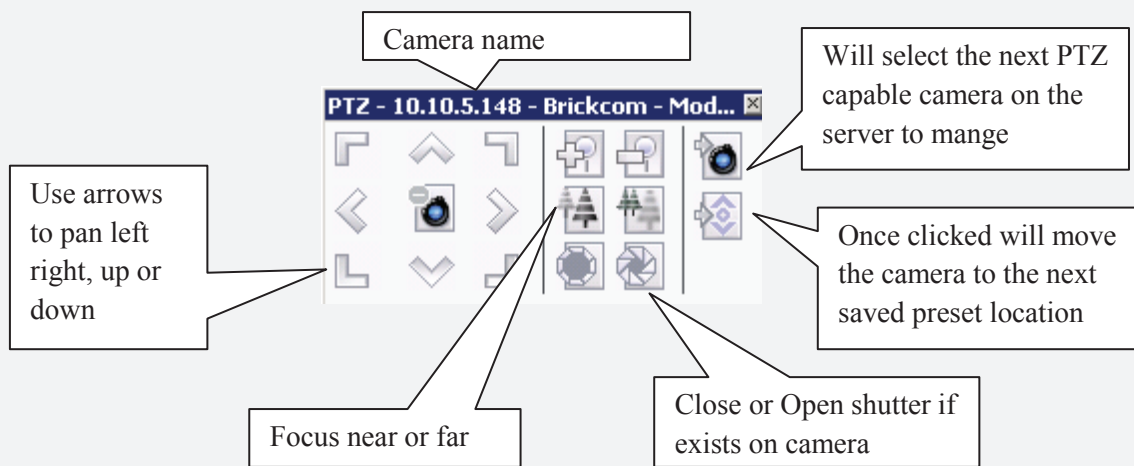 Camera name
Will select the next PTZ
capable camera on the
server to mange
PTZ - 10.10.5.148 - Brickcom - Mod...
Use arrows
to pan left
right, up or
down
Once clicked will move
the camera to the next
saved preset location
Focus near or far
Close or Open shutter if
exists on camera